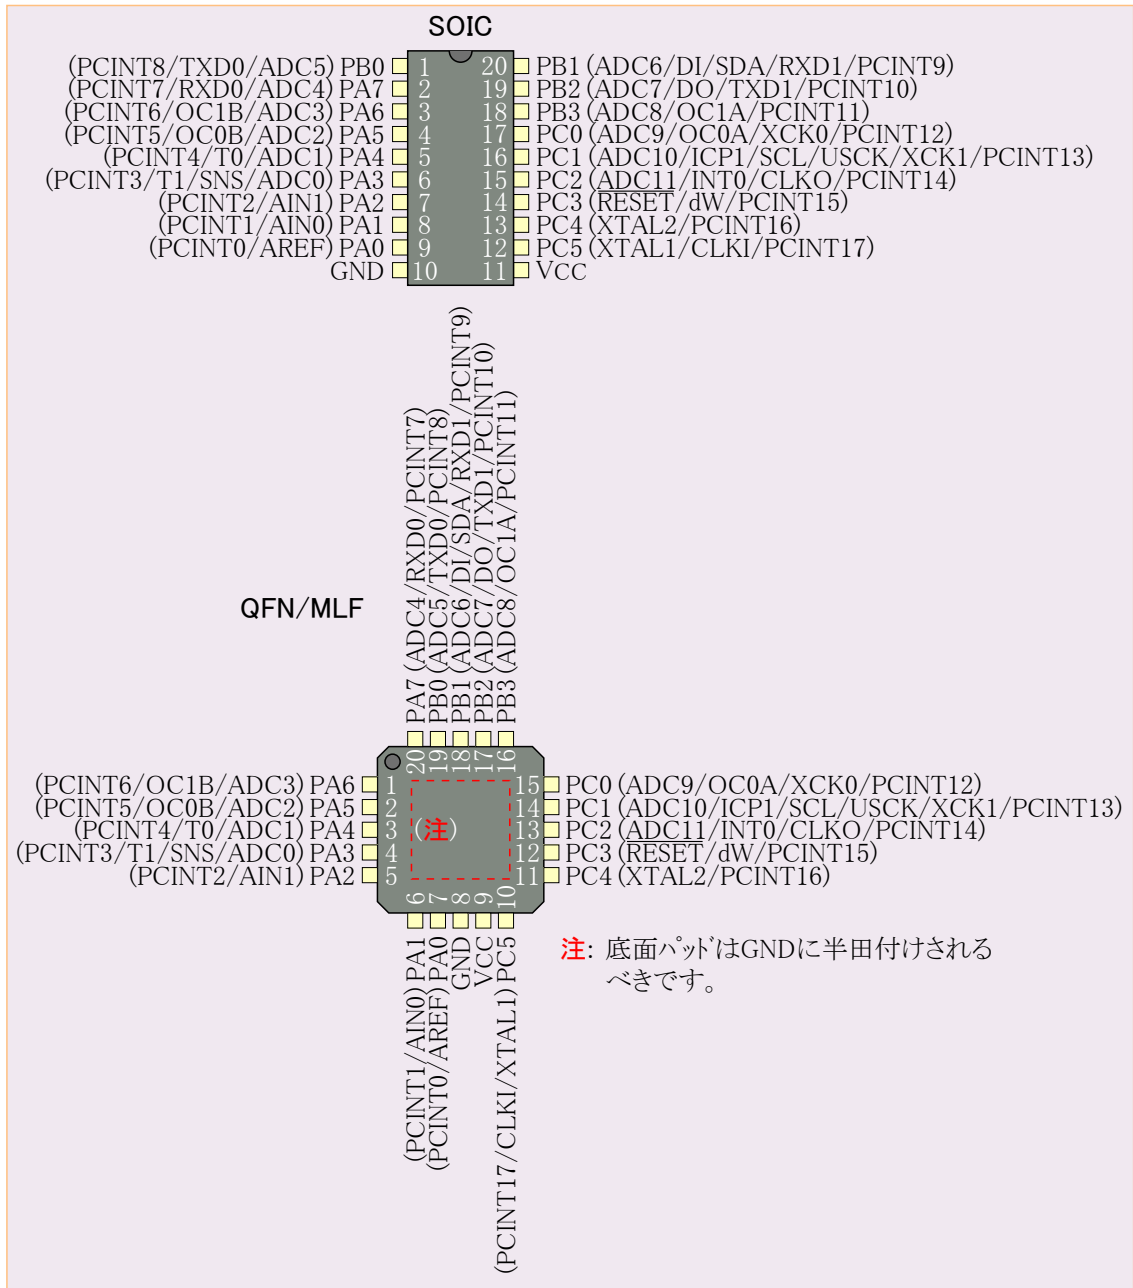 SOIC
(PCINT8/TXD0/ADC5) PB0 1
(PCINT7/RXD0/ADC4) PA7 2
(PCINT6/OC1B/ADC3) PA6 3
(PCINT5/OC0B/ADC2) PA5 4
(PCINT4/T0/ADC1) PA4 5
(PCINT3/T1/SNS/ADC0) PA3 6
(PCINT2/AIN1) PA2 7
(PCINT1/AIN0) PA1 8
(PCINT0/AREF) PA0 9
GND 10
20 PB1 (ADC6/DI/SDA/RXD1/PCINT9)
19 PB2 (ADC7/DO/TXD1/PCINT10)
18 PB3 (ADC8/OC1A/PCINT11)
17 PC0 (ADC9/OC0A/XCK0/PCINT12)
16 PC1 (ADC10/ICP1/SCL/USCK/XCK1/PCINT13)
15 PC2 (ADC11/INT0/CLKO/PCINT14)
14 PC3 (RESET/dW/PCINT15)
13 PC4 (XTAL2/PCINT16)
12 PC5 (XTAL1/CLKI/PCINT17)
11 VCC
QFN/MLF
20 PA7 (ADC4/RXD0/PCINT7)
19 PB0 (ADC5/TXD0/PCINT8)
18 PB1 (ADC6/DI/SDA/RXD1/PCINT9)
17 PB2 (ADC7/DO/TXD1/PCINT10)
16 PB3 (ADC8/OC1A/PCINT11)
(PCINT6/OC1B/ADC3) PA6 1
(PCINT5/OC0B/ADC2) PA5 2
(PCINT4/T0/ADC1) PA4 3
(PCINT3/T1/SNS/ADC0) PA3 4
(PCINT2/AIN1) PA2 5
(注)
15 PC0 (ADC9/OC0A/XCK0/PCINT12)
14 PC1 (ADC10/ICP1/SCL/USCK/XCK1/PCINT13)
13 PC2 (ADC11/INT0/CLKO/PCINT14)
12 PC3 (RESET/dW/PCINT15)
11 PC4 (XTAL2/PCINT16)
(PCINT1/AIN0) PA1 6
(PCINT0/AREF) PA0 7
GND 8
VCC 9
(PCINT17/CLKI/XTAL1) PC5 10
注: 底面ﾊﾟｯﾄﾞはGNDに半田付けされる
べきです。